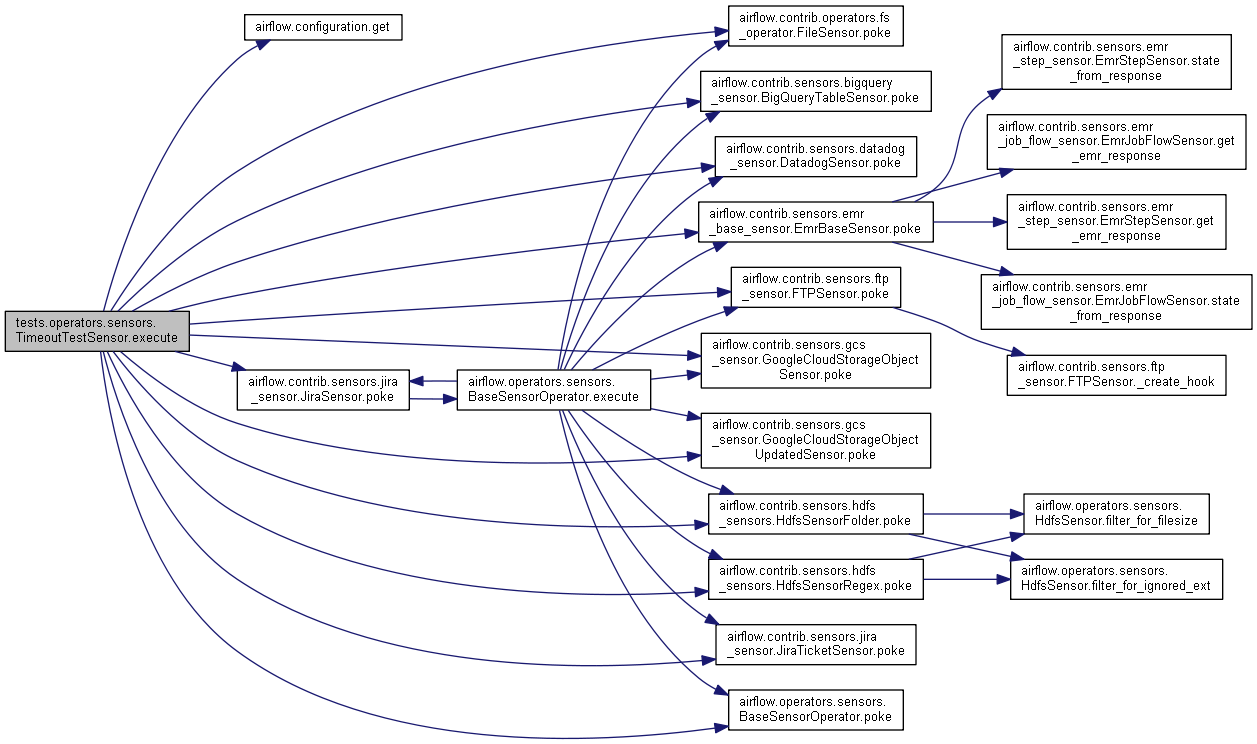 tests.operators.sensors.
TimeoutTestSensor.execute
airflow.configuration.get
airflow.contrib.sensors.jira
_sensor.JiraSensor.poke
airflow.operators.sensors.
BaseSensorOperator.execute
airflow.contrib.operators.fs
_operator.FileSensor.poke
airflow.contrib.sensors.bigquery
_sensor.BigQueryTableSensor.poke
airflow.contrib.sensors.datadog
_sensor.DatadogSensor.poke
airflow.contrib.sensors.emr
_base_sensor.EmrBaseSensor.poke
airflow.contrib.sensors.ftp
_sensor.FTPSensor.poke
airflow.contrib.sensors.gcs
_sensor.GoogleCloudStorageObject
Sensor.poke
airflow.contrib.sensors.gcs
_sensor.GoogleCloudStorageObject
UpdatedSensor.poke
airflow.contrib.sensors.hdfs
_sensors.HdfsSensorFolder.poke
airflow.contrib.sensors.hdfs
_sensors.HdfsSensorRegex.poke
airflow.contrib.sensors.jira
_sensor.JiraTicketSensor.poke
airflow.operators.sensors.
BaseSensorOperator.poke
airflow.contrib.sensors.emr
_step_sensor.EmrStepSensor.state
_from_response
airflow.contrib.sensors.emr
_job_flow_sensor.EmrJobFlowSensor.get
_emr_response
airflow.contrib.sensors.emr
_step_sensor.EmrStepSensor.get
_emr_response
airflow.contrib.sensors.emr
_job_flow_sensor.EmrJobFlowSensor.state
_from_response
airflow.contrib.sensors.ftp
_sensor.FTPSensor._create_hook
airflow.operators.sensors.
HdfsSensor.filter_for_filesize
airflow.operators.sensors.
HdfsSensor.filter_for_ignored_ext